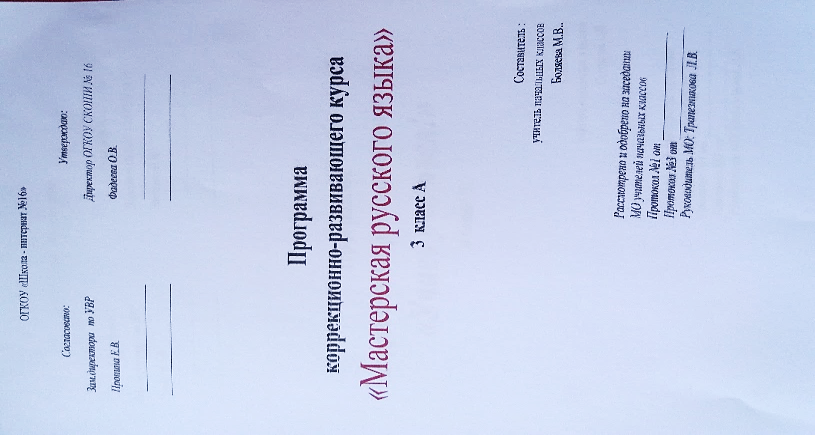 ОГКОУ «Школа - интернат №16»
Согласовано:
Утверждаю:
Зам.директора по УВР
Директор ОГКОУ СКОШИ № 16
Пронина Е.В.
Фадеева О.В.
Программа
коррекционно-развивающего курса
«Мастерская русского языка»
3 класс А
Составитель :
учитель начальных классов
Боляева М.В..
Рассмотрено и одобрено на заседании
МО учителей начальных классов
Протокол №1 от
Протокол №3 от
Руководитель МО: Трапезникова Л.В.